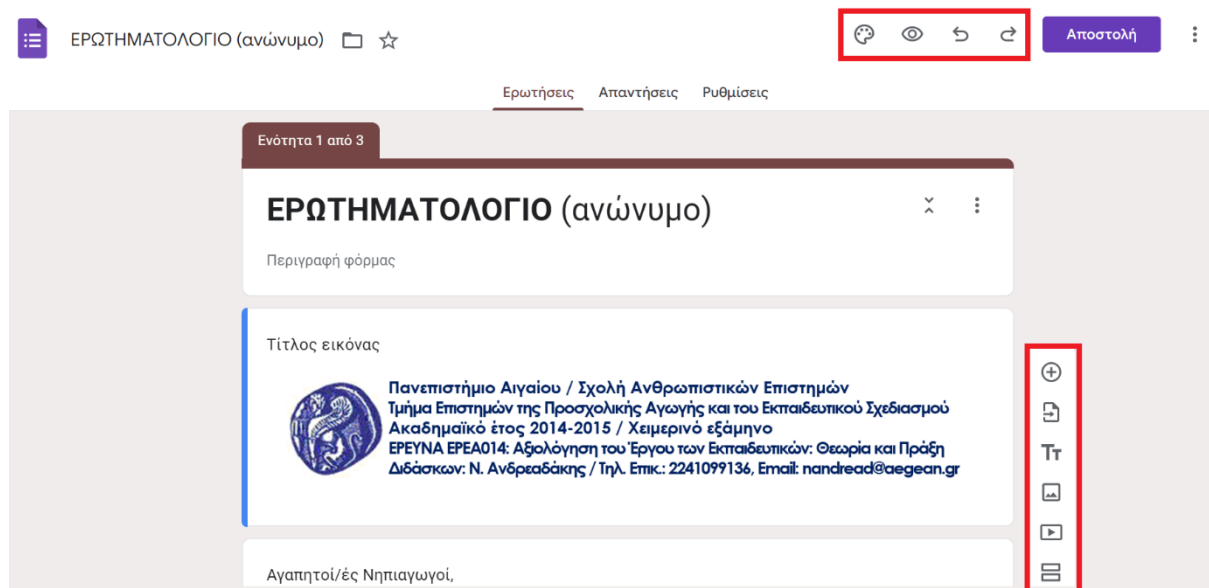 ΕΡΩΤΗΜΑΤΟΛΟΓΙΟ (ανώνυμο)
Αποστολή
Ερωτήσεις Απαντήσεις Ρυθμίσεις
Ενότητα 1 από 3
ΕΡΩΤΗΜΑΤΟΛΟΓΙΟ (ανώνυμο)
Περιγραφή φόρμας
Τίτλος εικόνας
Πανεπιστήμιο Αιγαίου / Σχολή Ανθρωπιστικών Επιστημών
Τμήμα Επιστημών της Προσχολικής Αγωγής και του Εκπαιδευτικού Σχεδιασμού
Ακαδημαϊκό έτος 2014-2015 / Χειμερινό εξάμηνο
ΕΡΕΥΝΑ ΕΡΕΑ014: Αξιολόγηση του Έργου των Εκπαιδευτικών: Θεωρία και Πράξη
Διδάσκων: Ν. Ανδρεαδάκης / Τηλ. Επικ.: 2241099136, Email: nandread@aegean.gr
Tт
Αγαπητοί/ές Νηπιαγωγοί,